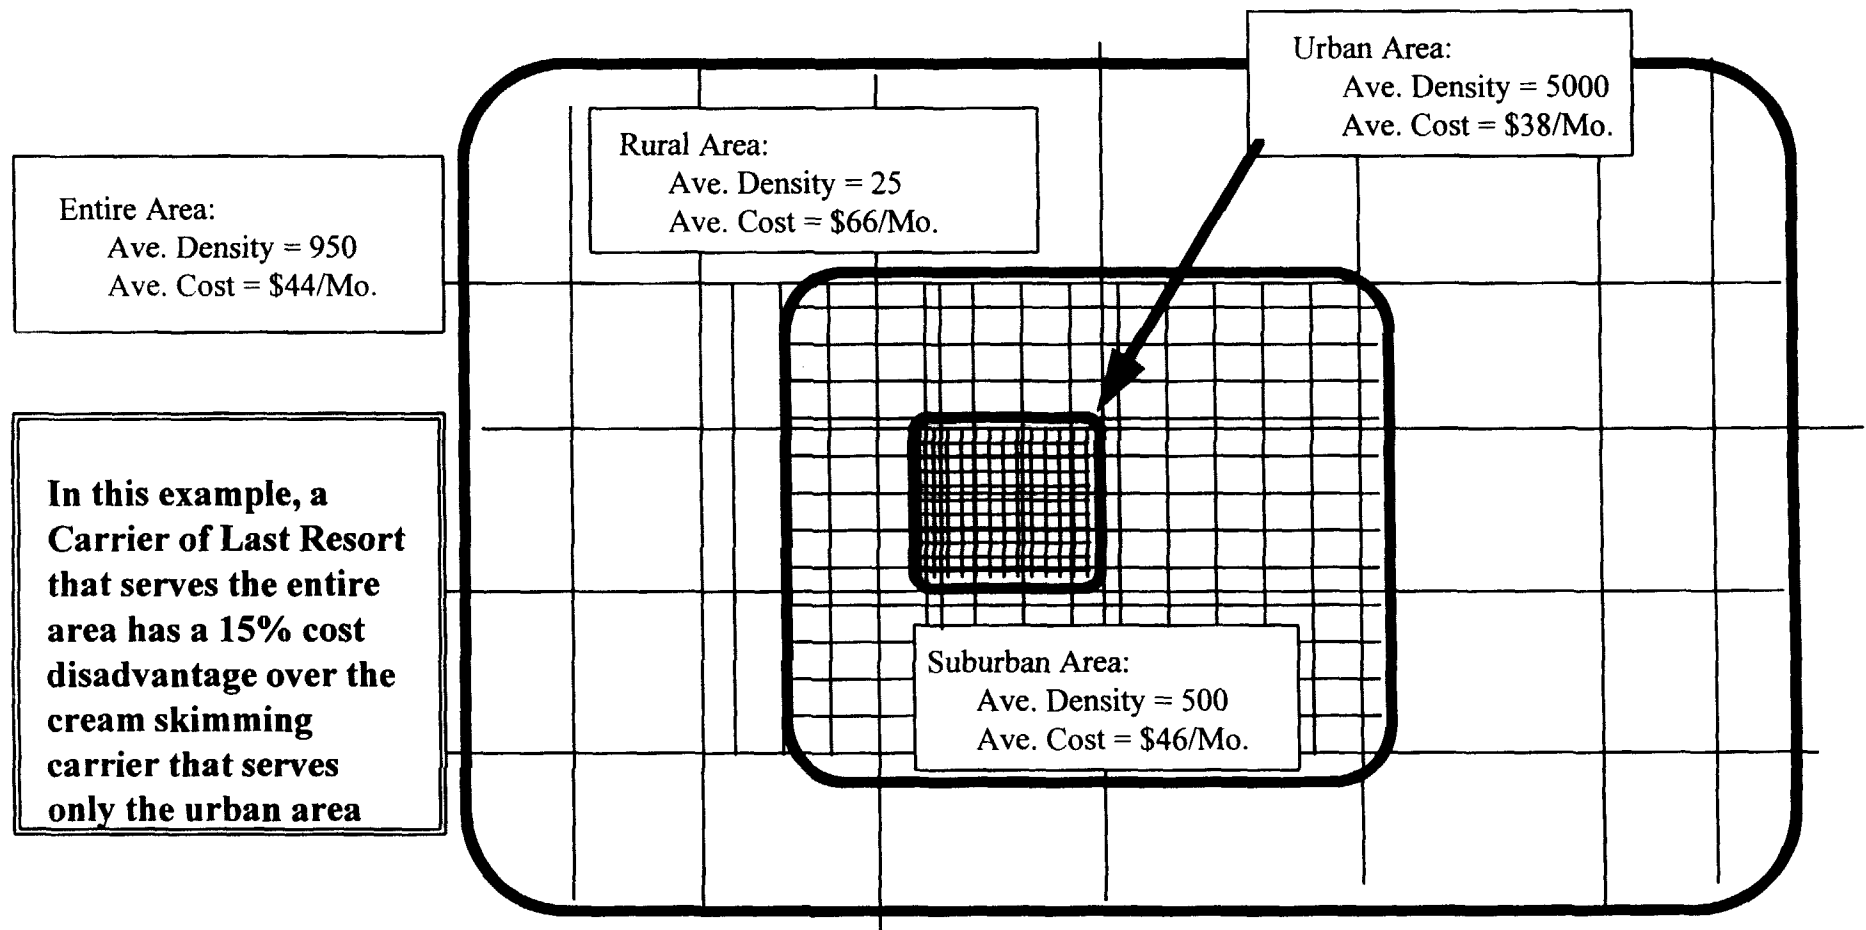 Urban Area:
Ave. Density = 5000
Ave. Cost = $38/Mo.
Rural Area:
Ave. Density = 25
Ave. Cost = $66/Mo.
Entire Area:
Ave. Density = 950
Ave. Cost = $44/Mo.
In this example, a
Carrier of Last Resort
that serves the entire
area has a 15% cost
disadvantage over the
cream skimming
carrier that serves
only the urban area
Suburban Area:
Ave. Density = 500
Ave. Cost = $46/Mo.